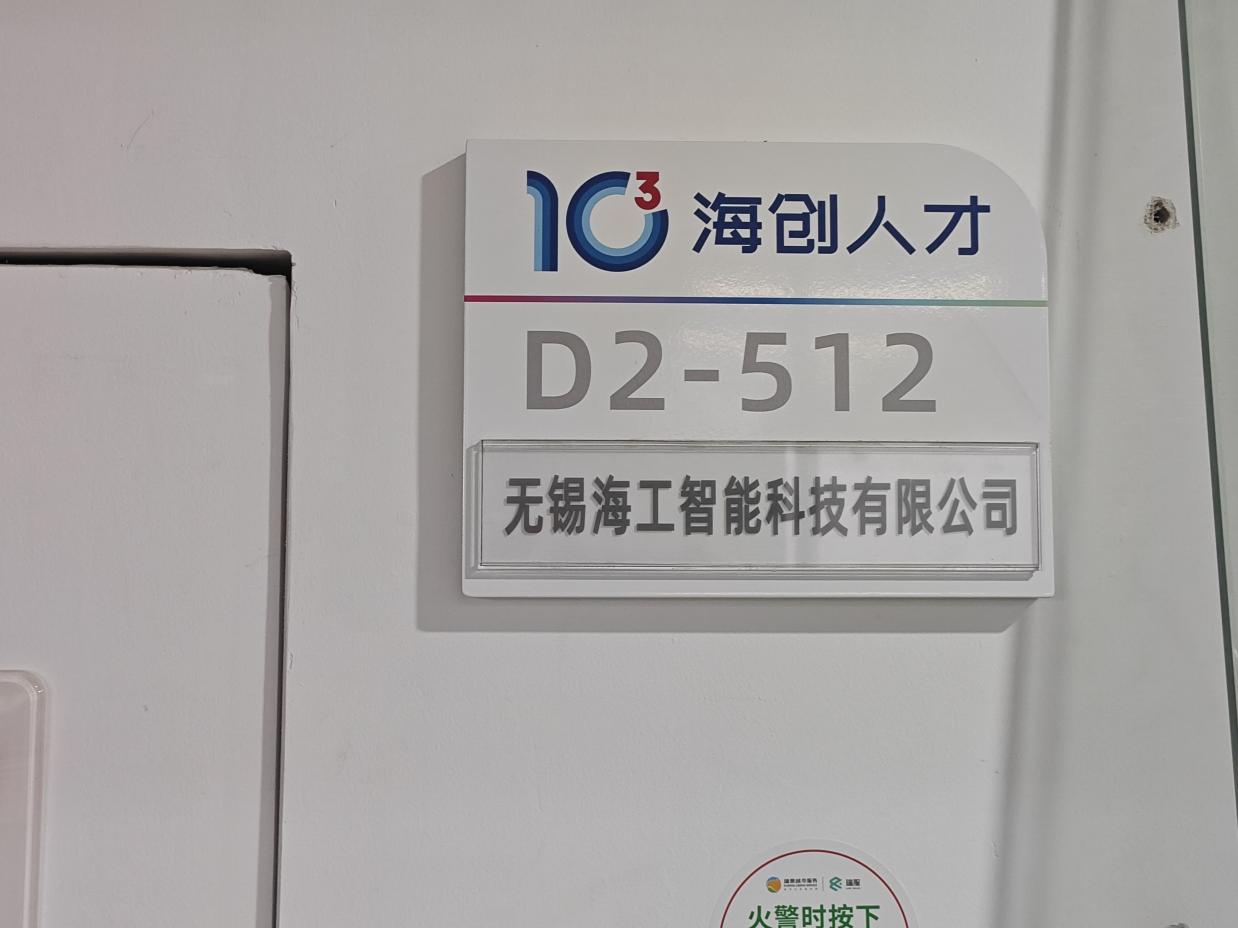 10³ 海创人才
D2-512
无锡海工智能科技有限公司
火警时按下